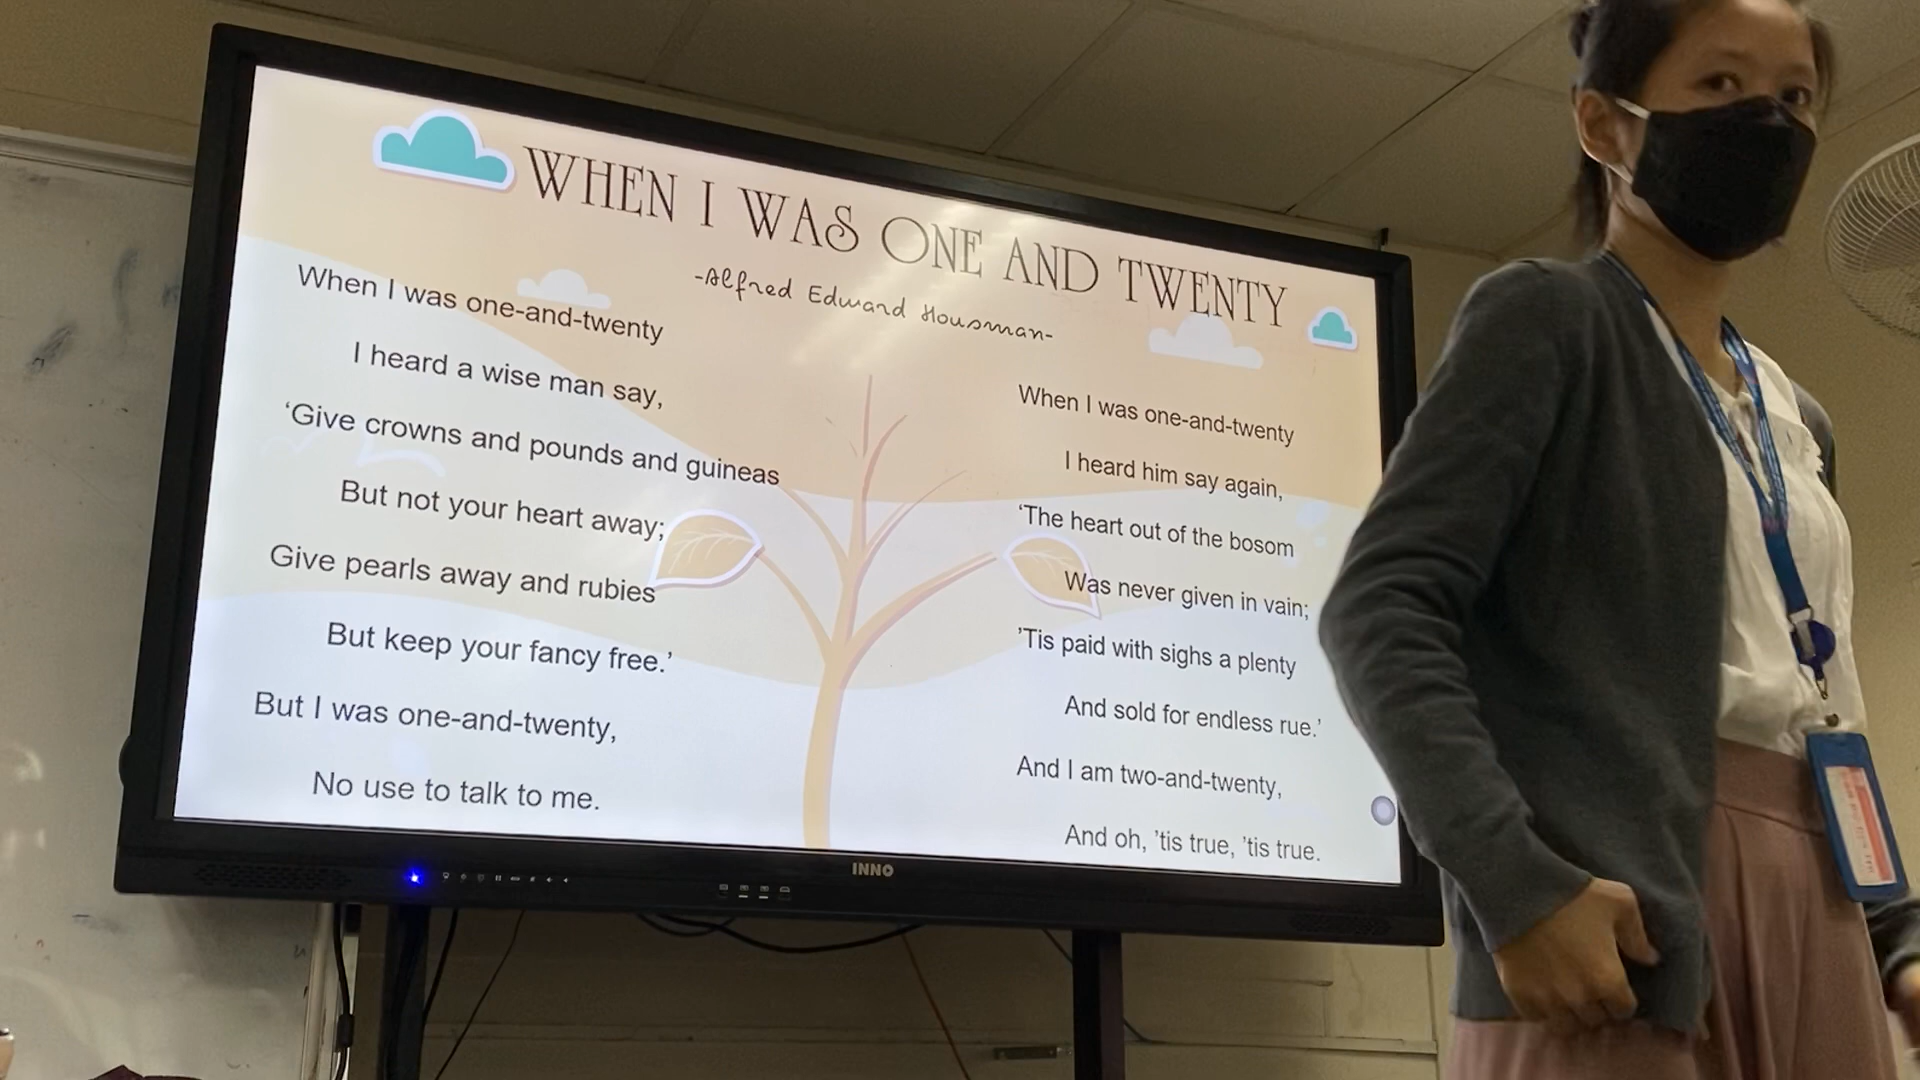 WHEN I WAS ONE AND TWENTY
-Alfred Edward Housman-
When I was one-and-twenty
I heard a wise man say,
‘Give crowns and pounds and guineas
But not your heart away;
Give pearls away and rubies
But keep your fancy free.’
But I was one-and-twenty,
No use to talk to me.
When I was one-and-twenty
I heard him say again,
‘The heart out of the bosom
Was never given in vain;
’Tis paid with sighs a plenty
And sold for endless rue.’
And I am two-and-twenty,
And oh, ’tis true, ’tis true.
INNO